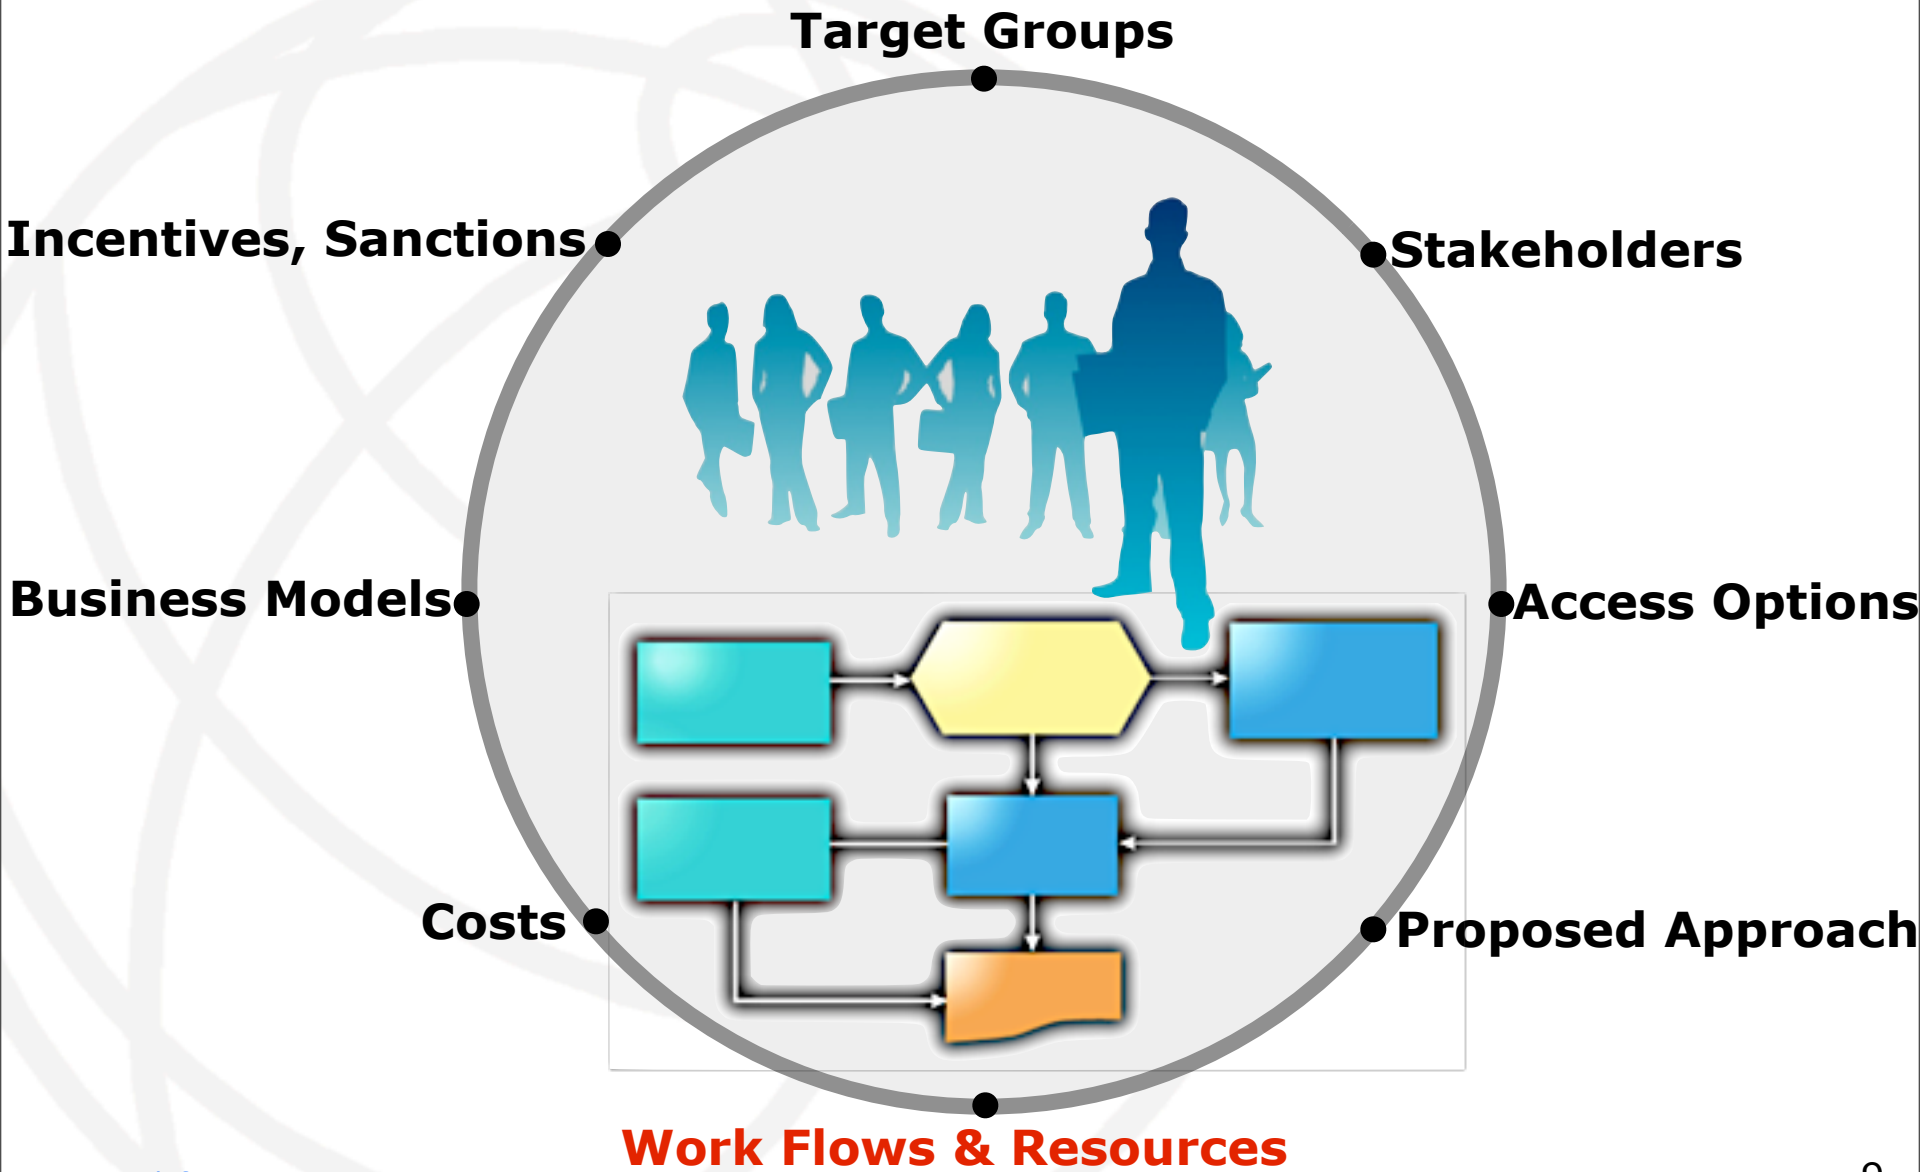 Target Groups
Incentives, Sanctions
Stakeholders
Business Models
Access Options
Costs
Proposed Approach
Work Flows & Resources